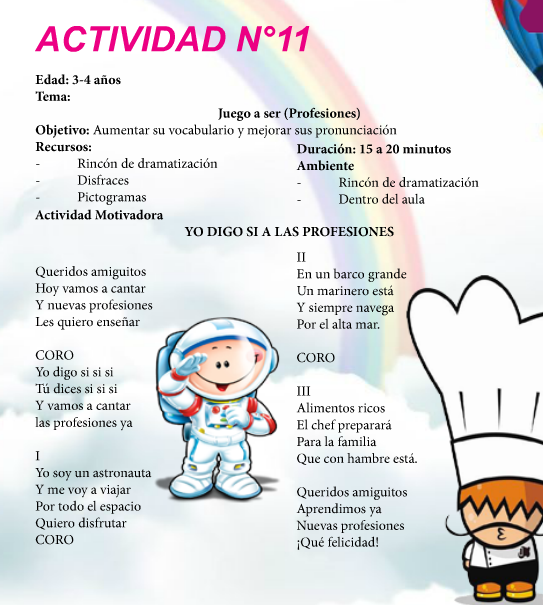 ACTIVIDAD N°11
Edad: 3-4 años
Tema:
Juego a ser (Profesiones)
Objetivo: Aumentar su vocabulario y mejorar sus pronunciación
Recursos:
- Rincón de dramatización
- Disfraces
- Pictogramas
Duración: 15 a 20 minutos
Ambiente
- Rincón de dramatización
- Dentro del aula
Actividad Motivadora
YO DIGO SI A LAS PROFESIONES
Queridos amiguitos
Hoy vamos a cantar
Y nuevas profesiones
Les quiero enseñar
CORO
Yo digo si si si
Tú dices si si si
Y vamos a cantar
las profesiones ya
I
Yo soy un astronauta
Y me voy a viajar
Por todo el espacio
Quiero disfrutar
CORO
II
En un barco grande
Un marinero está
Y siempre navega
Por el alta mar.
CORO
III
Alimentos ricos
El chef preparará
Para la familia
Que con hambre está.
Queridos amiguitos
Aprendimos ya
Nuevas profesiones
¡Qué felicidad!